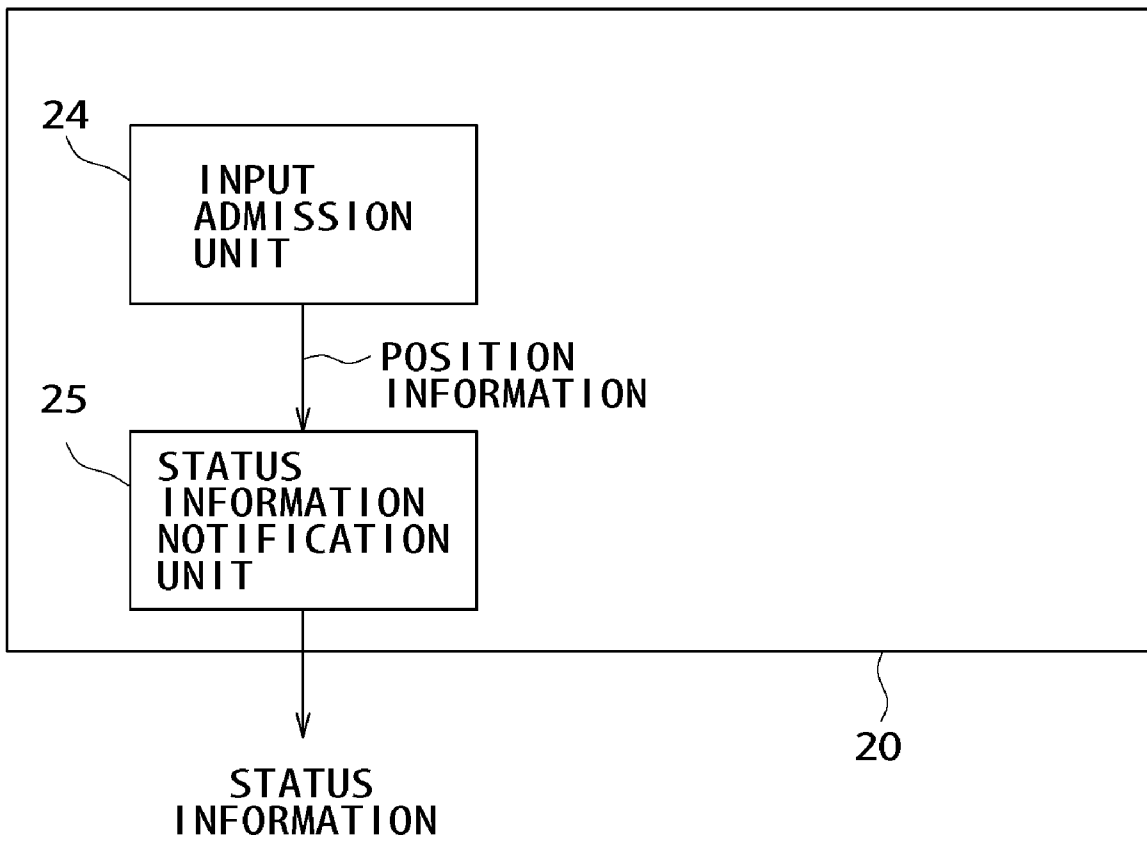 24
INPUT
ADMISSION
UNIT
POSITION
INFORMATION
25
STATUS
INFORMATION
NOTIFICATION
UNIT
20
STATUS
INFORMATION